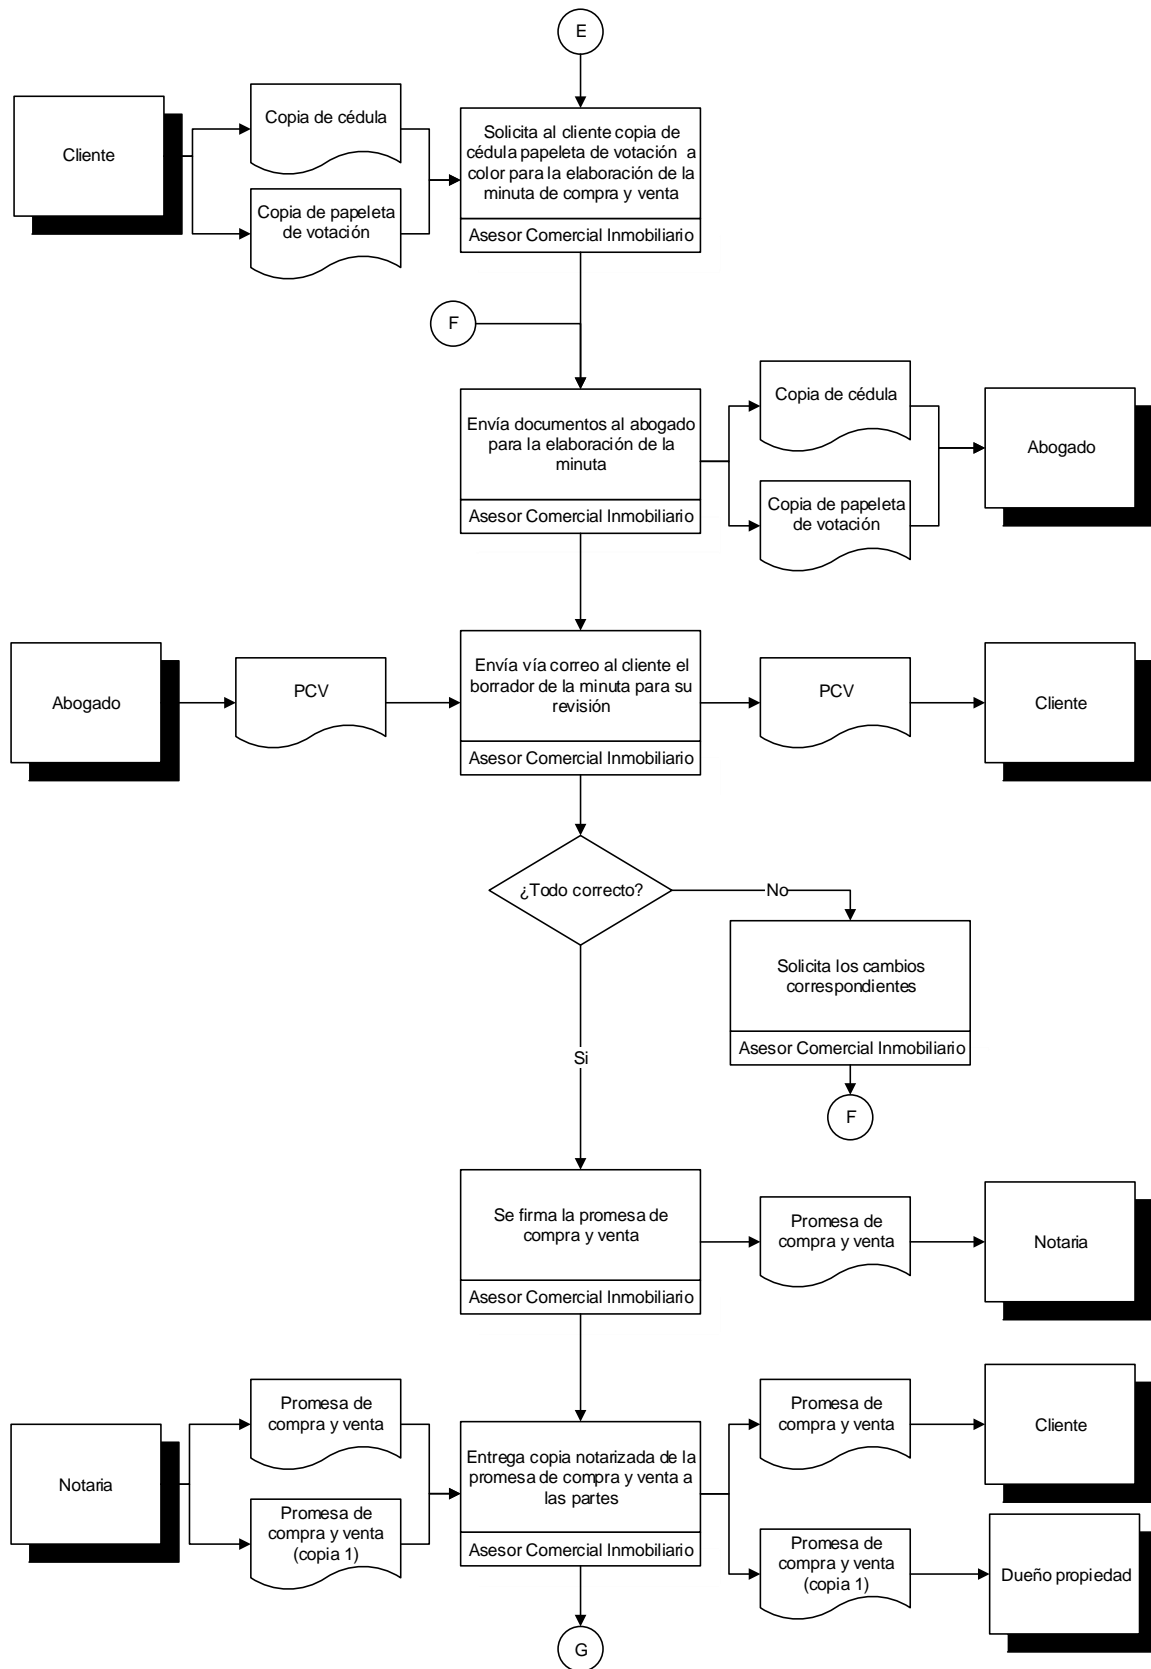 E
Cliente
Copia de cédula
Copia de papeleta
de votación
Solicita al cliente copia de
cédula papeleta de votación a
color para la elaboración de la
minuta de compra y venta
Asesor Comercial Inmobiliario
F
Envía documentos al abogado
para la elaboración de la
minuta
Asesor Comercial Inmobiliario
Copia de cédula
Copia de papeleta
de votación
Abogado
Abogado
PCV
Envía vía correo al cliente el
borrador de la minuta para su
revisión
Asesor Comercial Inmobiliario
PCV
Cliente
¿Todo correcto?
No
Solicita los cambios
correspondientes
Asesor Comercial Inmobiliario
F
Si
Se firma la promesa de
compra y venta
Asesor Comercial Inmobiliario
Promesa de
compra y venta
Notaria
Notaria
Promesa de
compra y venta
Promesa de
compra y venta
(copia 1)
Entrega copia notarizada de la
promesa de compra y venta a
las partes
Asesor Comercial Inmobiliario
Promesa de
compra y venta
Cliente
Promesa de
compra y venta
(copia 1)
Dueño propiedad
G